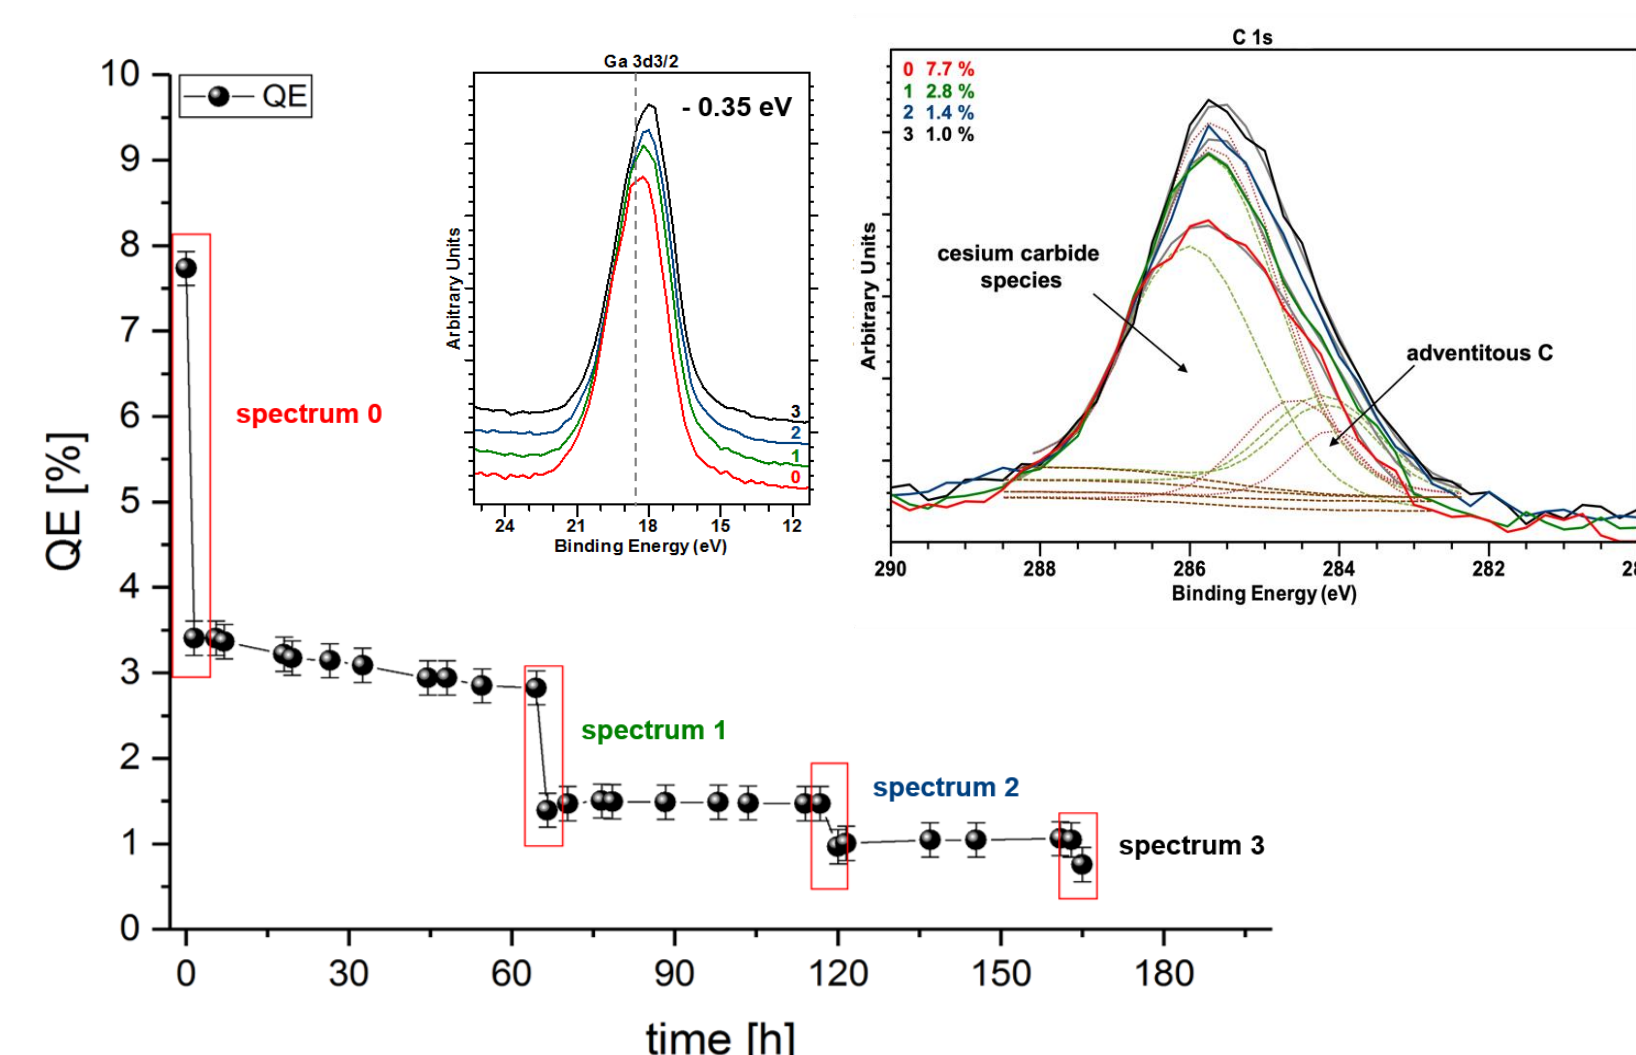 C 1s
Ga 3d3/2
10
9
8
7
6
5
4
3
2
1
0
QE [%]
QE
- 0.35 eV
Arbitrary Units
3
2
1
0
24
21
18
15
12
Binding Energy (eV)
0 7.7 %
1 2.8 %
2 1.4 %
3 1.0 %
cesium carbide
species
adventitous C
Arbitrary Units
290
288
286
284
282
Binding Energy (eV)
spectrum 0
spectrum 1
spectrum 2
spectrum 3
0
30
60
90
120
150
180
time [h]